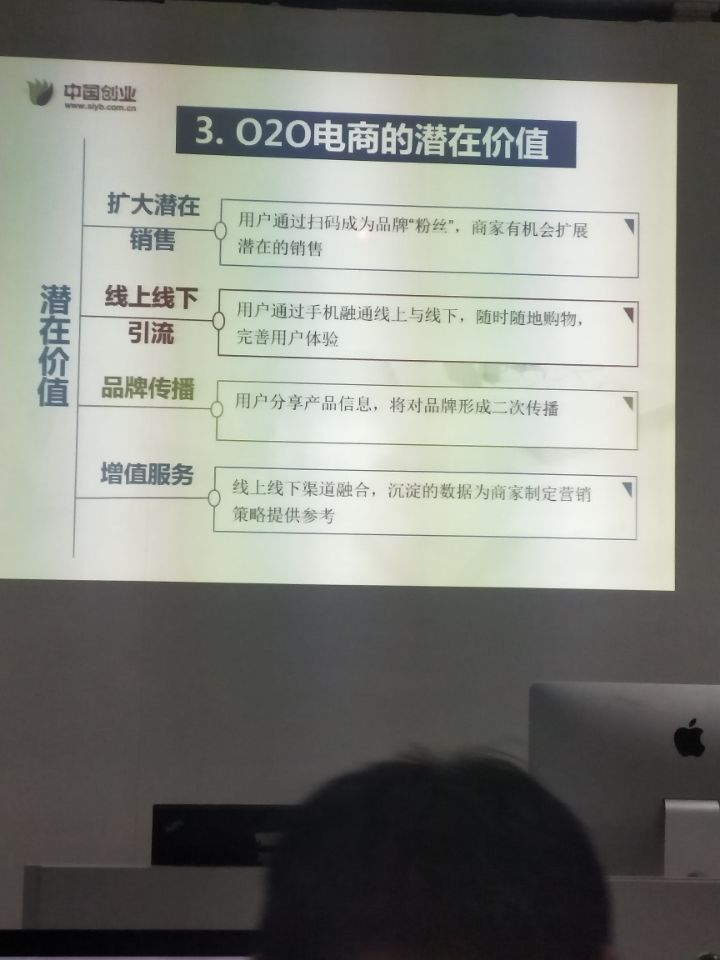 中国创业
www.siyb.com.cn
3. O2O电商的潜在价值
潜在价值
扩大潜在
销售
用户通过扫码成为品牌“粉丝”，商家有机会扩展
潜在的销售
线上线下
引流
用户通过手机融通线上与线下，随时随地购物，
完善用户体验
品牌传播
用户分享产品信息，将对品牌形成二次传播
增值服务
线上线下渠道融合，沉淀的数据为商家制定营销
策略提供参考